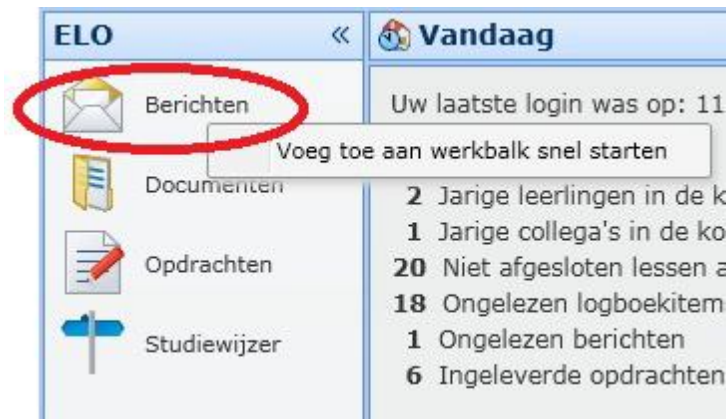 ELO «
Berichten
Documenten
Opdrachten
Studiewijzer
Vandaag
Uw laatste login was op: 11
Voeg toe aan werkbalk snel starten
2 Jarige leerlingen in de
1 Jarige collega's in de
20 Niet afgesloten lessen
18 Ongelezen logboekitem
1 Ongelezen berichten
6 Ingeleverde opdrachten